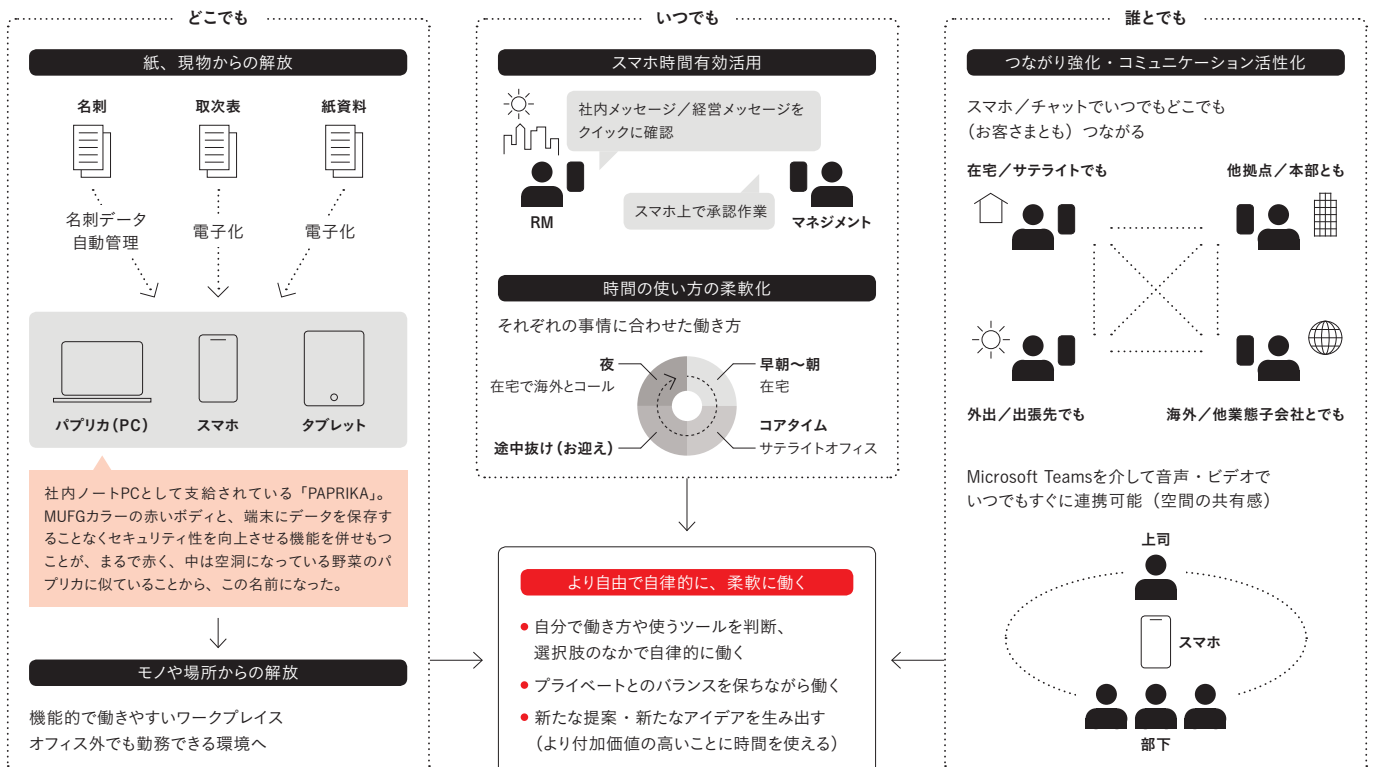 どこでも
紙、現物からの解放
名刺
取次表
紙資料
名刺データ
自動管理
電子化
電子化
パプリカ(PC)
スマホ
タブレット
社内ノートPCとして支給されている「PAPRIKA」。
MUFGカラーの赤いボディと、端末にデータを保存す
ることなくセキュリティ性を向上させる機能を併せもつ
ことが、まるで赤く、中は空洞になっている野菜のパ
プリカに似ていることから、この名前になった。
モノや場所からの解放
機能的で働きやすいワークプレイス
オフィス外でも勤務できる環境へ
いつでも
スマホ時間有効活用
社内メッセージ/経営メッセージを
クイックに確認
スマホ上で承認作業
RM
マネジメント
時間の使い方の柔軟化
それぞれの事情に合わせた働き方
夜
在宅で海外とコール
早朝〜朝
在宅
途中抜け(お迎え)
コアタイム
サテライトオフィス
より自由で自律的に、柔軟に働く
● 自分で働き方や使うツールを判断、
選択肢のなかで自律的に働く
● プライベートとのバランスを保ちながら働く
● 新たな提案・新たなアイデアを生み出す
(より付加価値の高いことに時間を使える)
誰とでも
つながり強化・コミュニケーション活性化
スマホ/チャットでいつでもどこでも
(お客さまとも)つながる
在宅/サテライトでも
他拠点/本部とも
外出/出張先でも
海外/他業態子会社とでも
Microsoft Teamsを介して音声・ビデオで
いつでもすぐに連携可能(空間の共有感)
上司
スマホ
部下